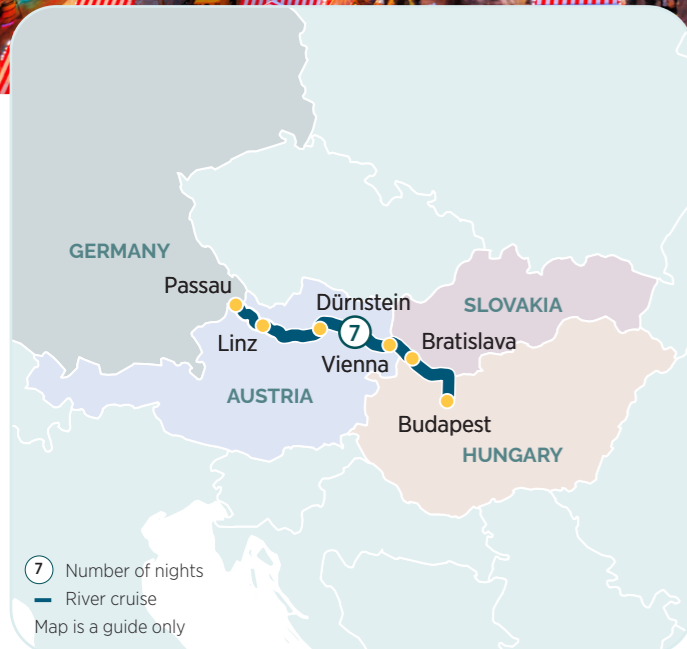 GERMANY
Passau
Dürnstein
SLOVAKIA
Linz
7
Bratislava
Vienna
AUSTRIA
Budapest
HUNGARY
7 Number of nights
River cruise
Map is a guide only